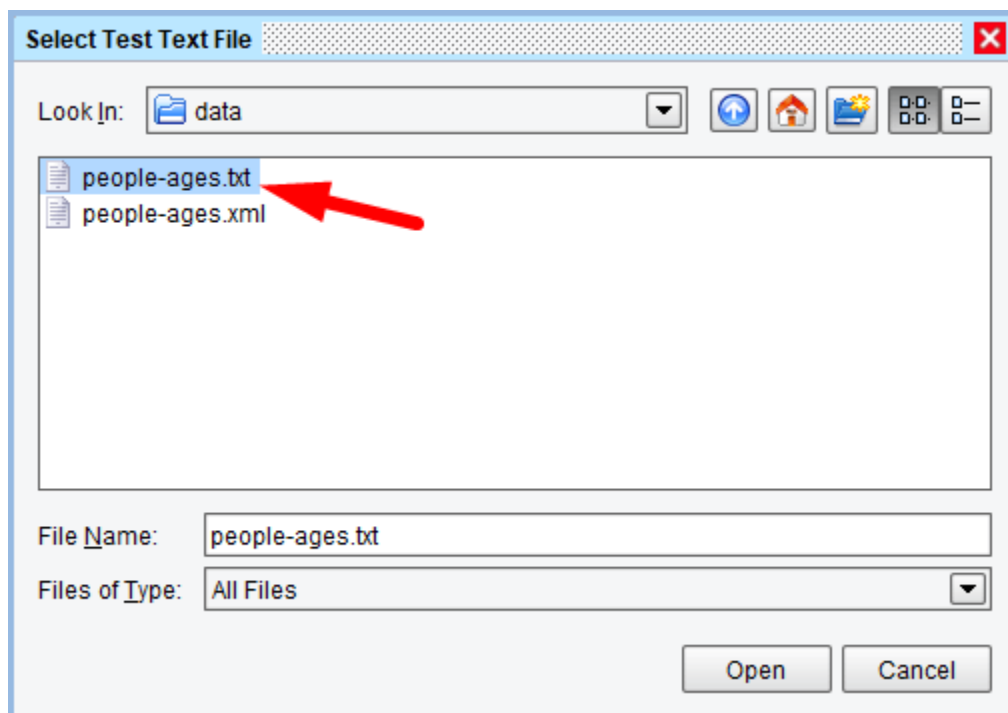 Select Test Text File
Look In: data
people-ages.txt
people-ages.xml
File Name: people-ages.txt
Files of Type: All Files
Open Cancel